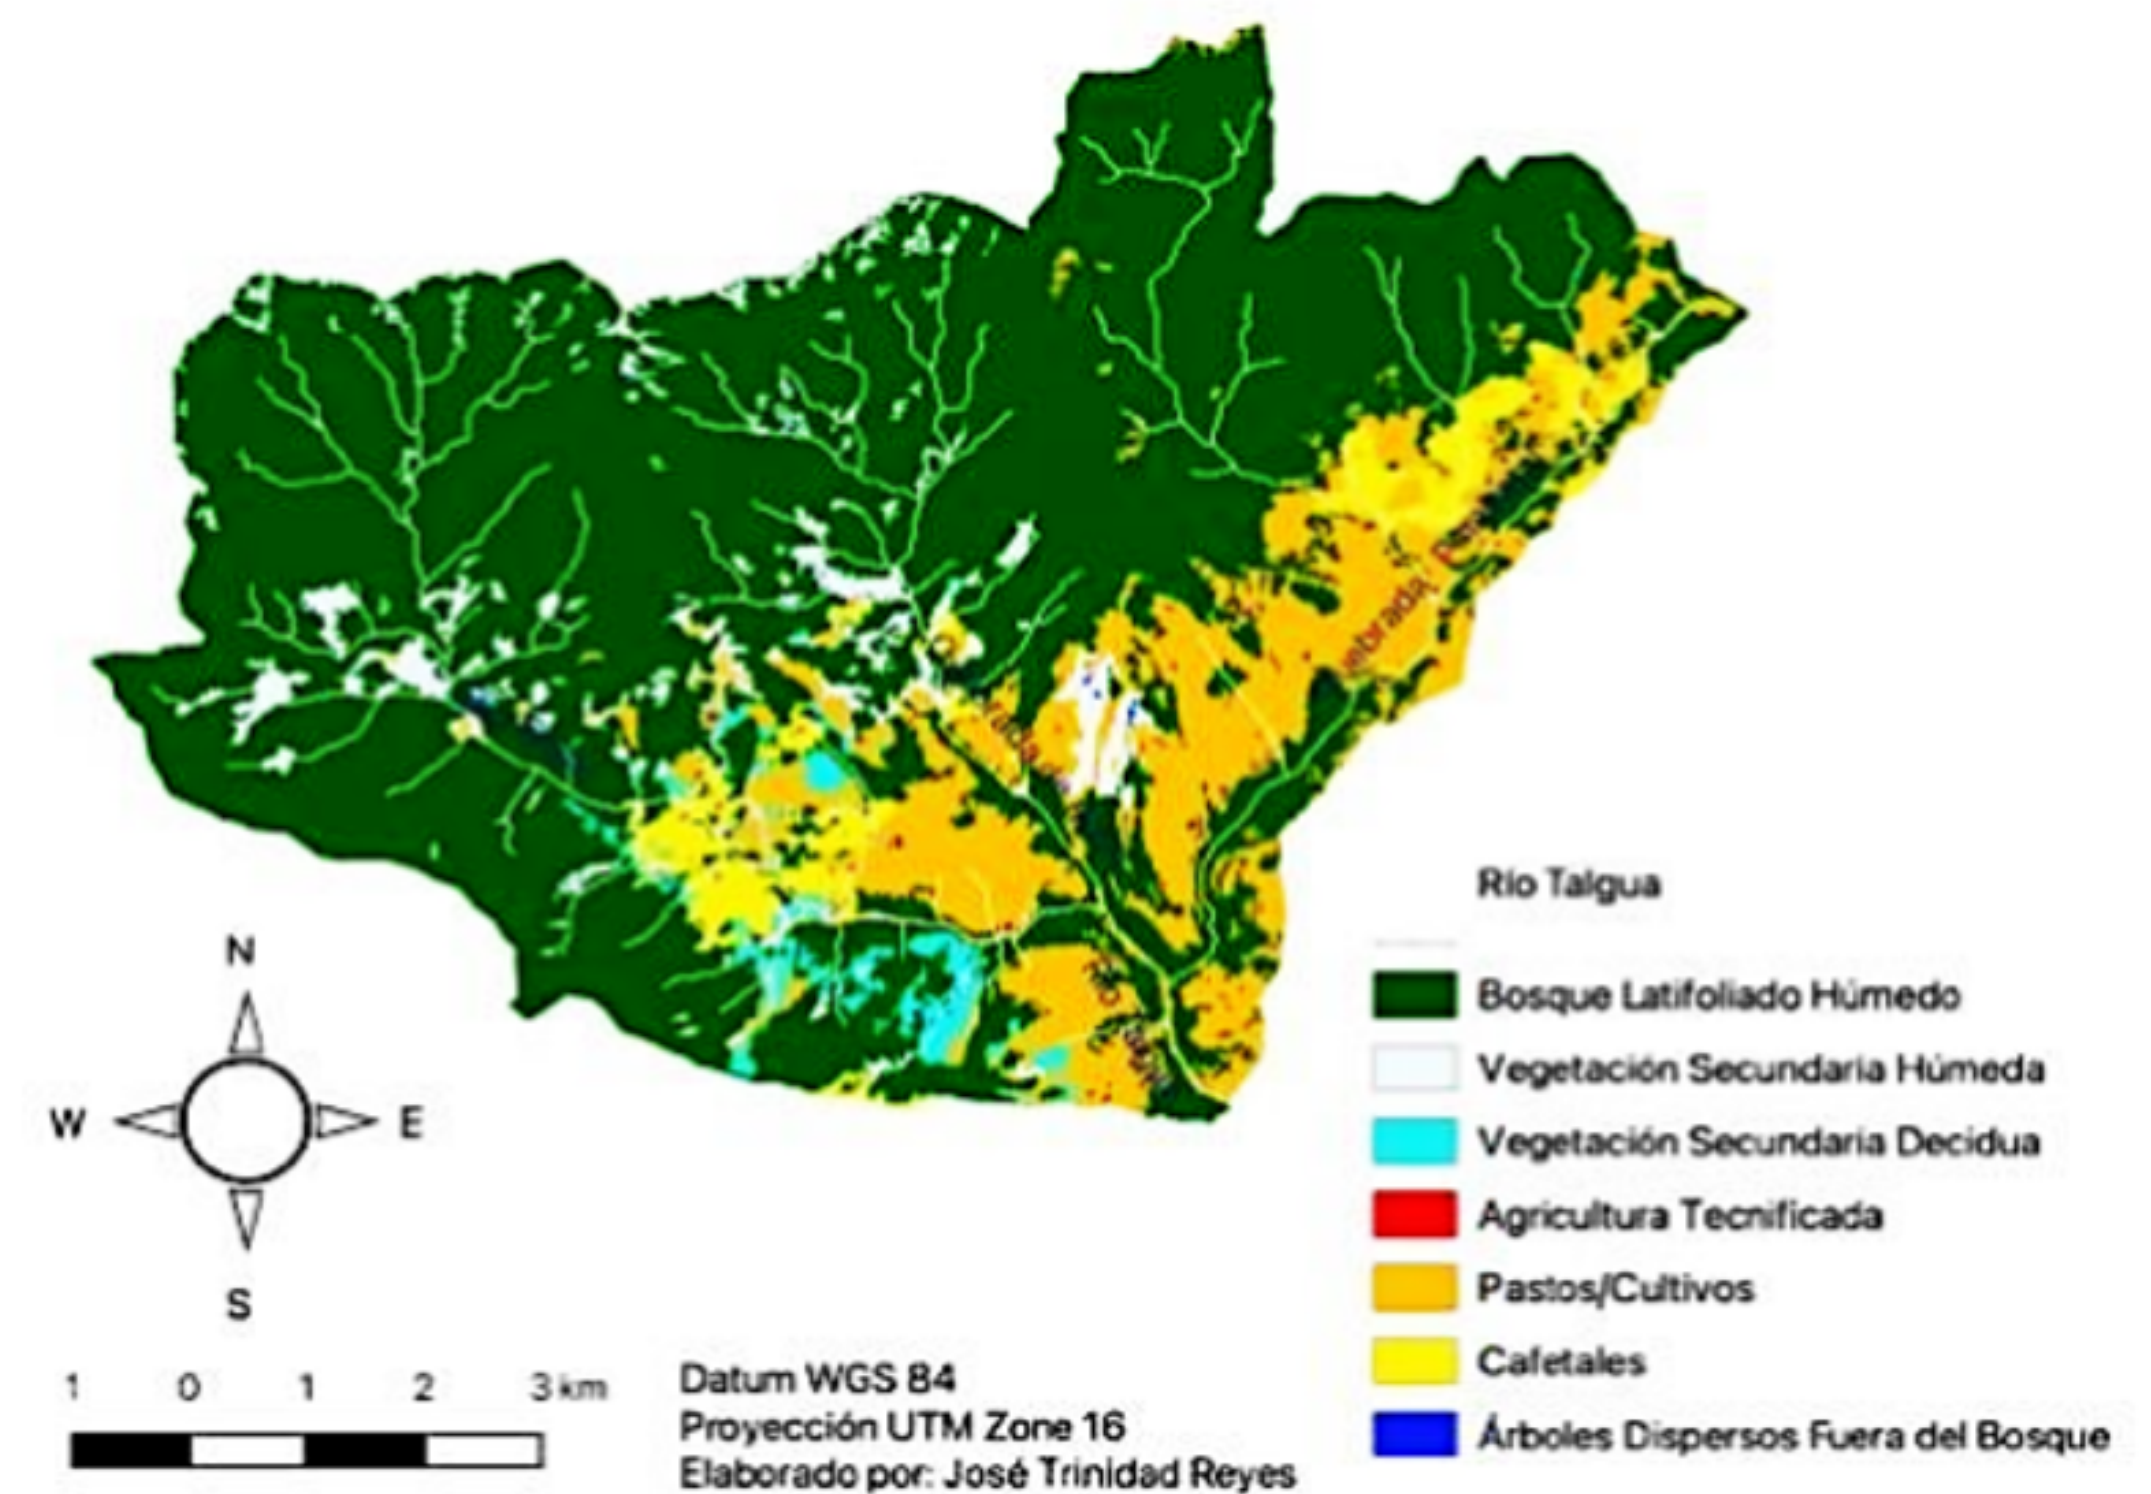 Río Talgua
Bosque Latifoliado Húmedo
Vegetación Secundaria Húmeda
Vegetación Secundaria Decidua
Agricultura Tecnificada
Pastos/Cultivos
Cafetales
Árboles Dispersos Fuera del Bosque
N
W
E
S
1 0 1 2 3 km
Datum WGS 84
Proyección UTM Zone 16
Elaborado por: José Trinidad Reyes